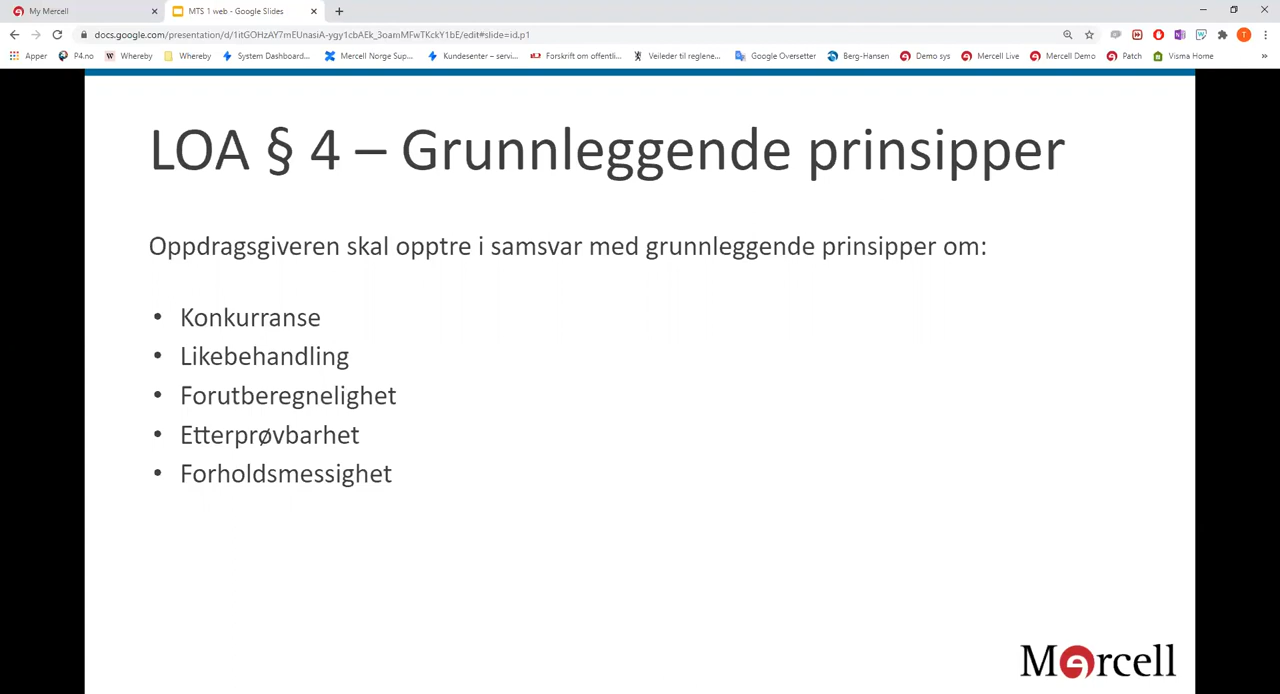 My Mercell
MTS 1 web - Google Slides
docs.google.com/presentation/d/1itGOHzAY7mEUnasiA-ygy1cbAEk_3oamMFwTKckY1bE/edit#slide=id.p1
Apper P4.no Whereby Whereby System Dashboard... Mercell Norge Sup... Kundesenter – servi... Forskrift om offentli... Veileder til reglene... Google Oversetter Berg-Hansen Demo sys Mercell Live Mercell Demo Patch Visma Home »
LOA § 4 – Grunnleggende prinsipper
Oppdragsgiveren skal opptre i samsvar med grunnleggende prinsipper om:
• Konkurranse
• Likebehandling
• Forutberegnelighet
• Etterprøvbarhet
• Forholdsmessighet
Mercell